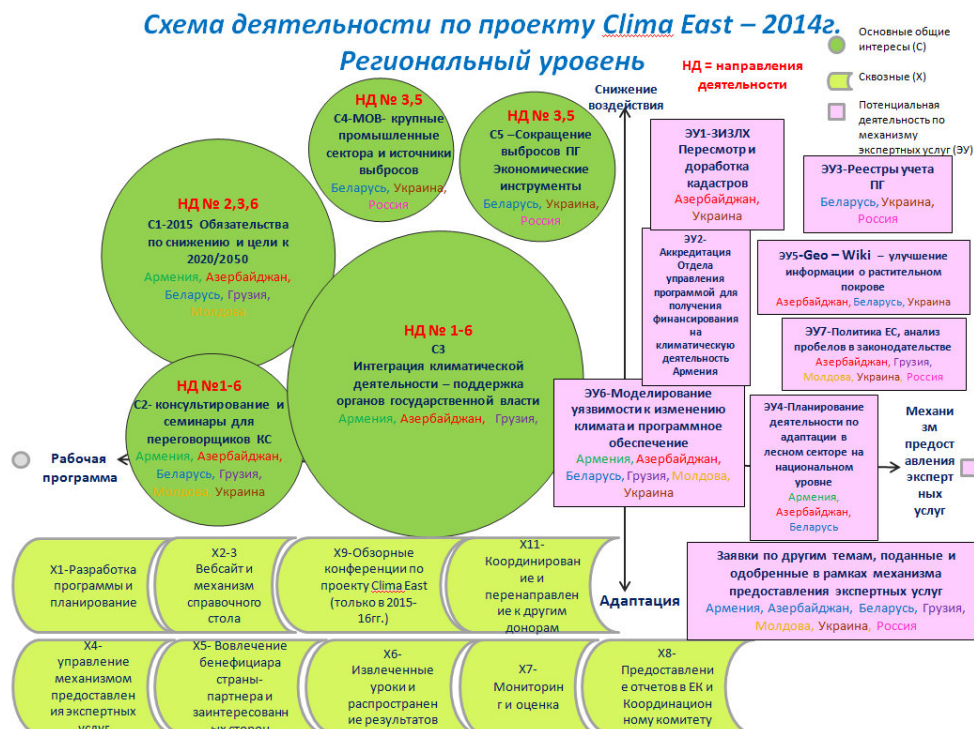 Схема деятельности по проекту Clima East – 2014г.
Региональный уровень
Основные общие
интересы (С)
Сквозные (Х)
Потенциальная
деятельность по
механизму
экспертных услуг (ЭУ)
НД = направления
деятельности
Снижение
воздействия
НД № 3,5
С4-МОВ- крупные
промышленные
сектора и источники
выбросов
Беларусь, Украина,
Россия
НД № 3,5
С5 –Сокращение
выбросов ПГ
Экономические
инструменты
Беларусь, Украина,
Россия
НД № 2,3,6
С1-2015 Обязательства
по снижению и цели к
2020/2050
Армения, Азербайджан,
Беларусь, Грузия,
Молдова,
НД № 1-6
С3
Интеграция климатической
деятельности – поддержка
органов государственной власти
Армения, Азербайджан, Грузия,
НД №1-6
С2- консультирование и
семинары для
переговорщиков КС
Армения, Азербайджан,
Беларусь, Грузия,
Молдова, Украина
Рабочая
программа
ЭУ1-ЗИЗЛХ
Пересмотр и
доработка
кадастров
Азербайджан,
Украина
ЭУ3-Реестры учета
ПГ
Беларусь, Украина,
Россия
ЭУ2-
Аккредитация
Отдела
управления
программой для
получения
финансирования
на
климатическую
деятельность
Армения
ЭУ5-Geo – Wiki – улучшение
информации о растительном
покрове
Азербайджан, Беларусь, Украина
ЭУ7-Политика ЕС, анализ
пробелов в законодательстве
Азербайджан, Грузия,
Молдова, Украина, Россия
ЭУ6-Моделирование
уязвимости к изменению
климата и программное
обеспечение
Армения, Азербайджан,
Беларусь, Грузия, Молдова,
Украина
ЭУ4-Планирование
деятельности по
адаптации в
лесном секторе на
национальном
уровне
Армения,
Азербайджан,
Беларусь
Механи
зм
предост
авления
эксперт
ных
услуг
Адаптация
Заявки по другим темам, поданные и
одобренные в рамках механизма
предоставления экспертных услуг
Армения, Азербайджан, Беларусь, Грузия,
Молдова, Украина, Россия
Х1-Разработка
программы и
планирование
Х2-3
Вебсайт и
механизм
справочного
стола
Х9-Обзорные
конференции по
проекту Clima East
(только в 2015-
16гг.)
Х11-
Координирован
ие и
перенаправлен
ие к другим
донорам
Х4-
управление
механизмом
предоставлен
ия экспертных
услуг
Х5- Вовлечение
бенефициара
страны-
партнера и
заинтересованн
ых сторон
Х6-
Извлеченные
уроки и
распространен
ие результатов
Х7-
Мониторин
г и оценка
Х8-
Предоставлени
е отчетов в ЕК и
Координацион
ному комитету